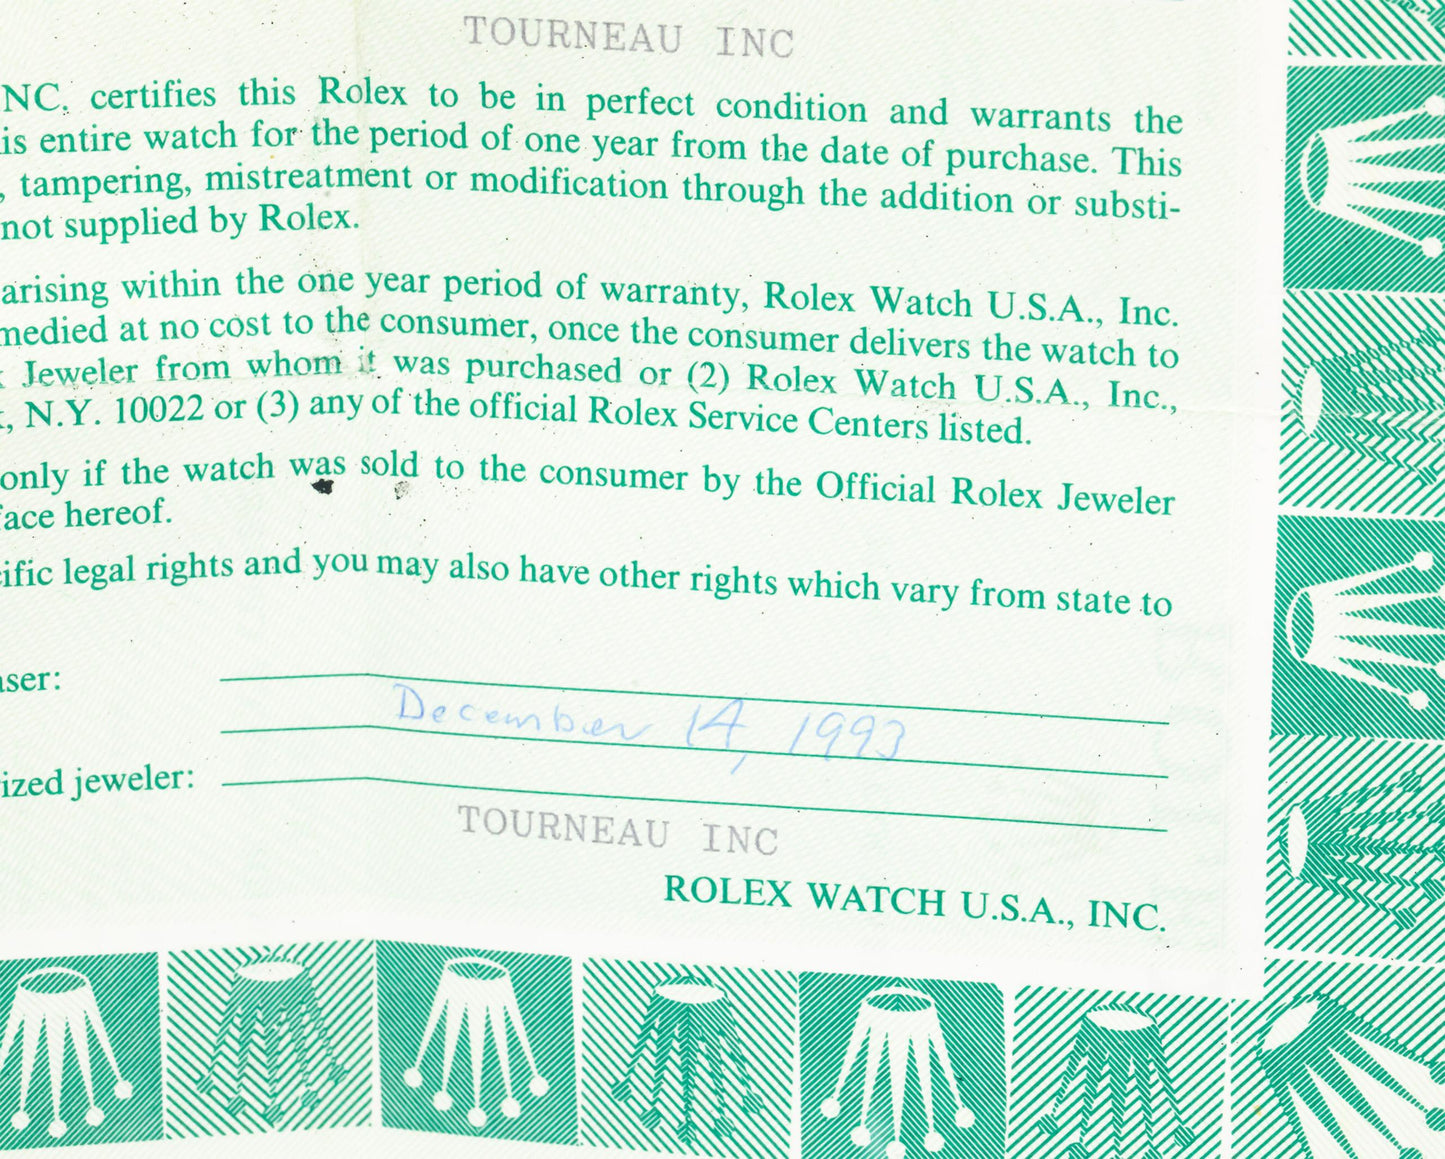 TOURNEAU INC
NC. certifies this Rolex to be in perfect condition and warrants the
is entire watch for the period of one year from the date of purchase. This
, tampering, mistreatment or modification through the addition or substi-
not supplied by Rolex.
arising within the one year period of warranty, Rolex Watch U.S.A., Inc.
medied at no cost to the consumer, once the consumer delivers the watch to
Jeweler from whom it was purchased or (2) Rolex Watch U.S.A., Inc.,
, N.Y. 10022 or (3) any of the official Rolex Service Centers listed.
only if the watch was sold to the consumer by the Official Rolex Jeweler
face hereof.
ific legal rights and you may also have other rights which vary from state to
ser:
December 14, 1993
ized jeweler:
TOURNEAU INC
ROLEX WATCH U.S.A., INC.